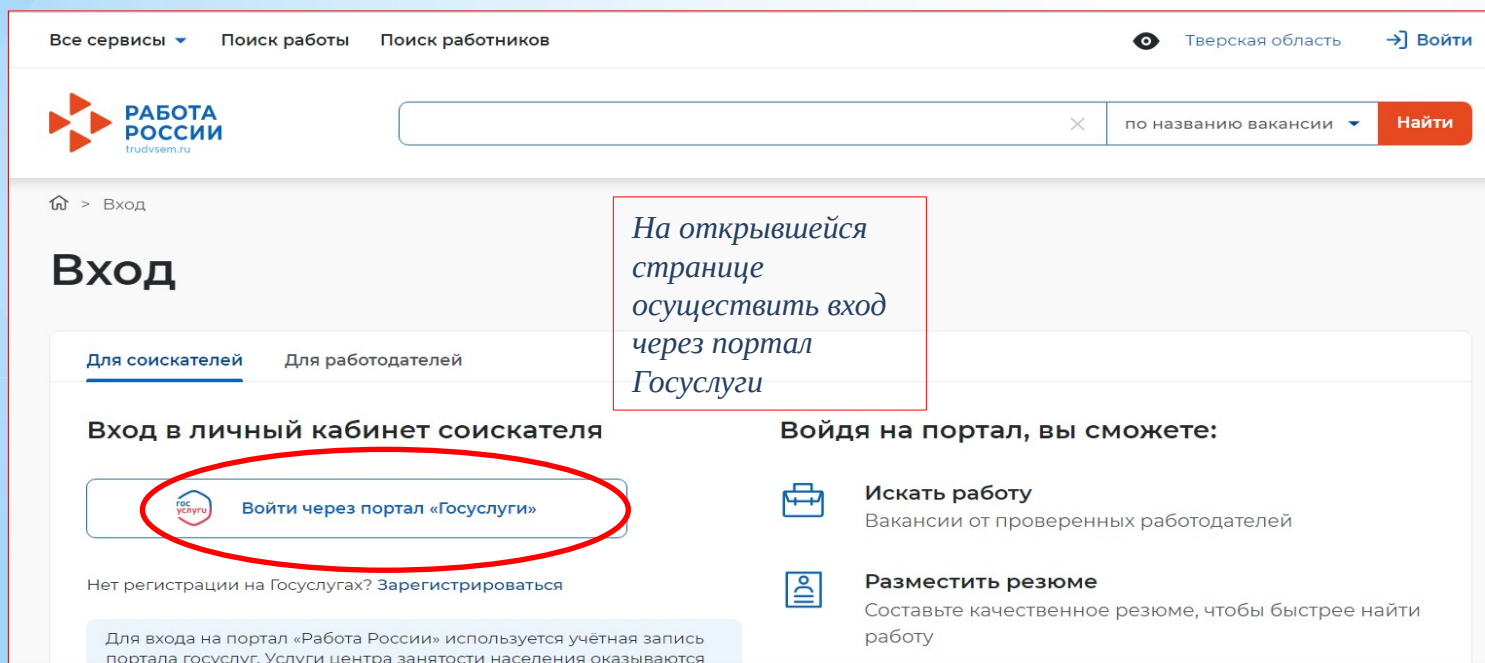 Все сервисы Поиск работы Поиск работников Тверская область Войти
РАБОТА
РОССИИ
trudvsem.ru
по названию вакансии Найти
> Вход
Вход
На открывшейся
странице
осуществить вход
через портал
Госуслуги
Для соискателей Для работодателей
Вход в личный кабинет соискателя
гос
услуги
Войти через портал «Госуслуги»
Нет регистрации на Госуслугах? Зарегистрироваться
Для входа на портал «Работа России» используется учётная запись
портала госуслуг. Услуги центра занятости населения оказываются
Войдя на портал, вы сможете:
Искать работу
Вакансии от проверенных работодателей
Разместить резюме
Составьте качественное резюме, чтобы быстрее найти
работу